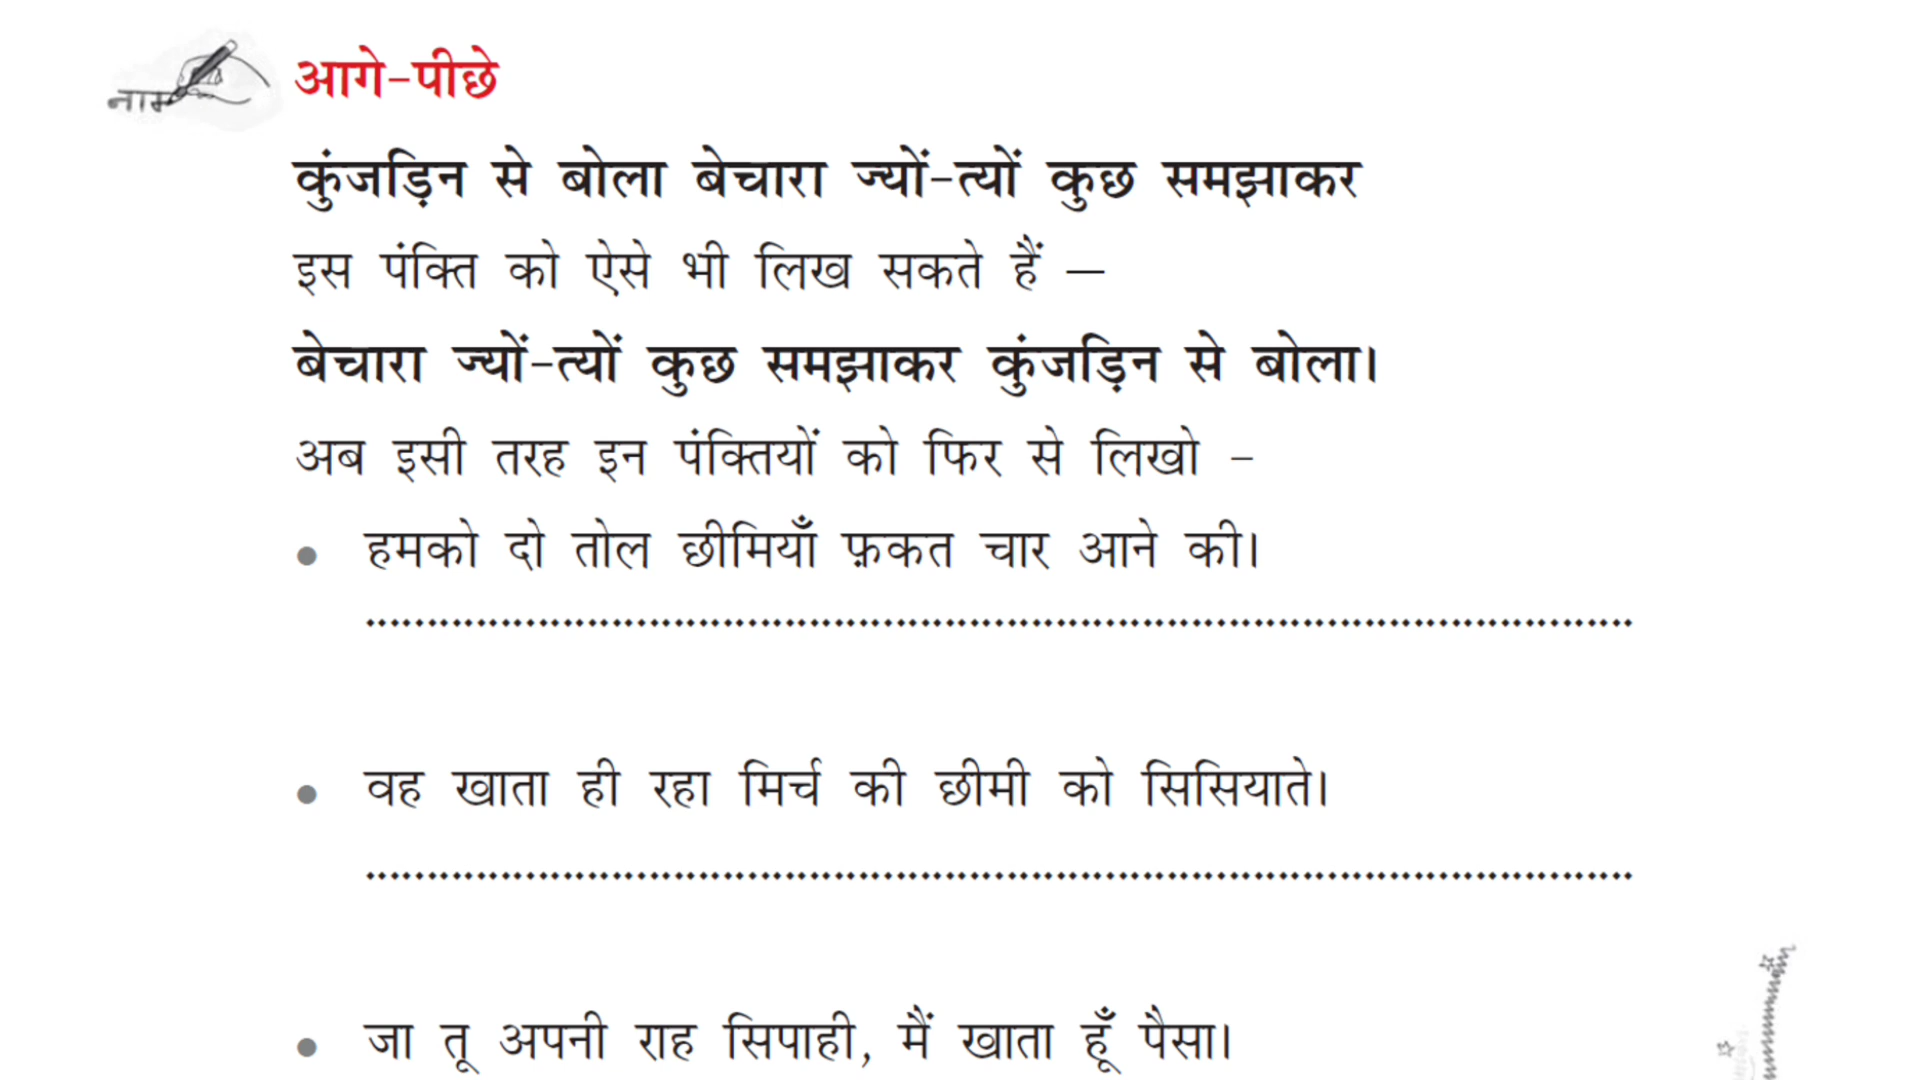 नाम
आगे-पीछे
कुंजड़िन से बोला बेचारा ज्यों-त्यों कुछ समझाकर
इस पंक्ति को ऐसे भी लिख सकते हैं —
बेचारा ज्यों-त्यों कुछ समझाकर कुंजड़िन से बोला।
अब इसी तरह इन पंक्तियों को फिर से लिखो -
• हमको दो तोल छीमियाँ फ़कत चार आने की।
• वह खाता ही रहा मिर्च की छीमी को सिसियाते।
• जा तू अपनी राह सिपाही, मैं खाता हूँ पैसा।